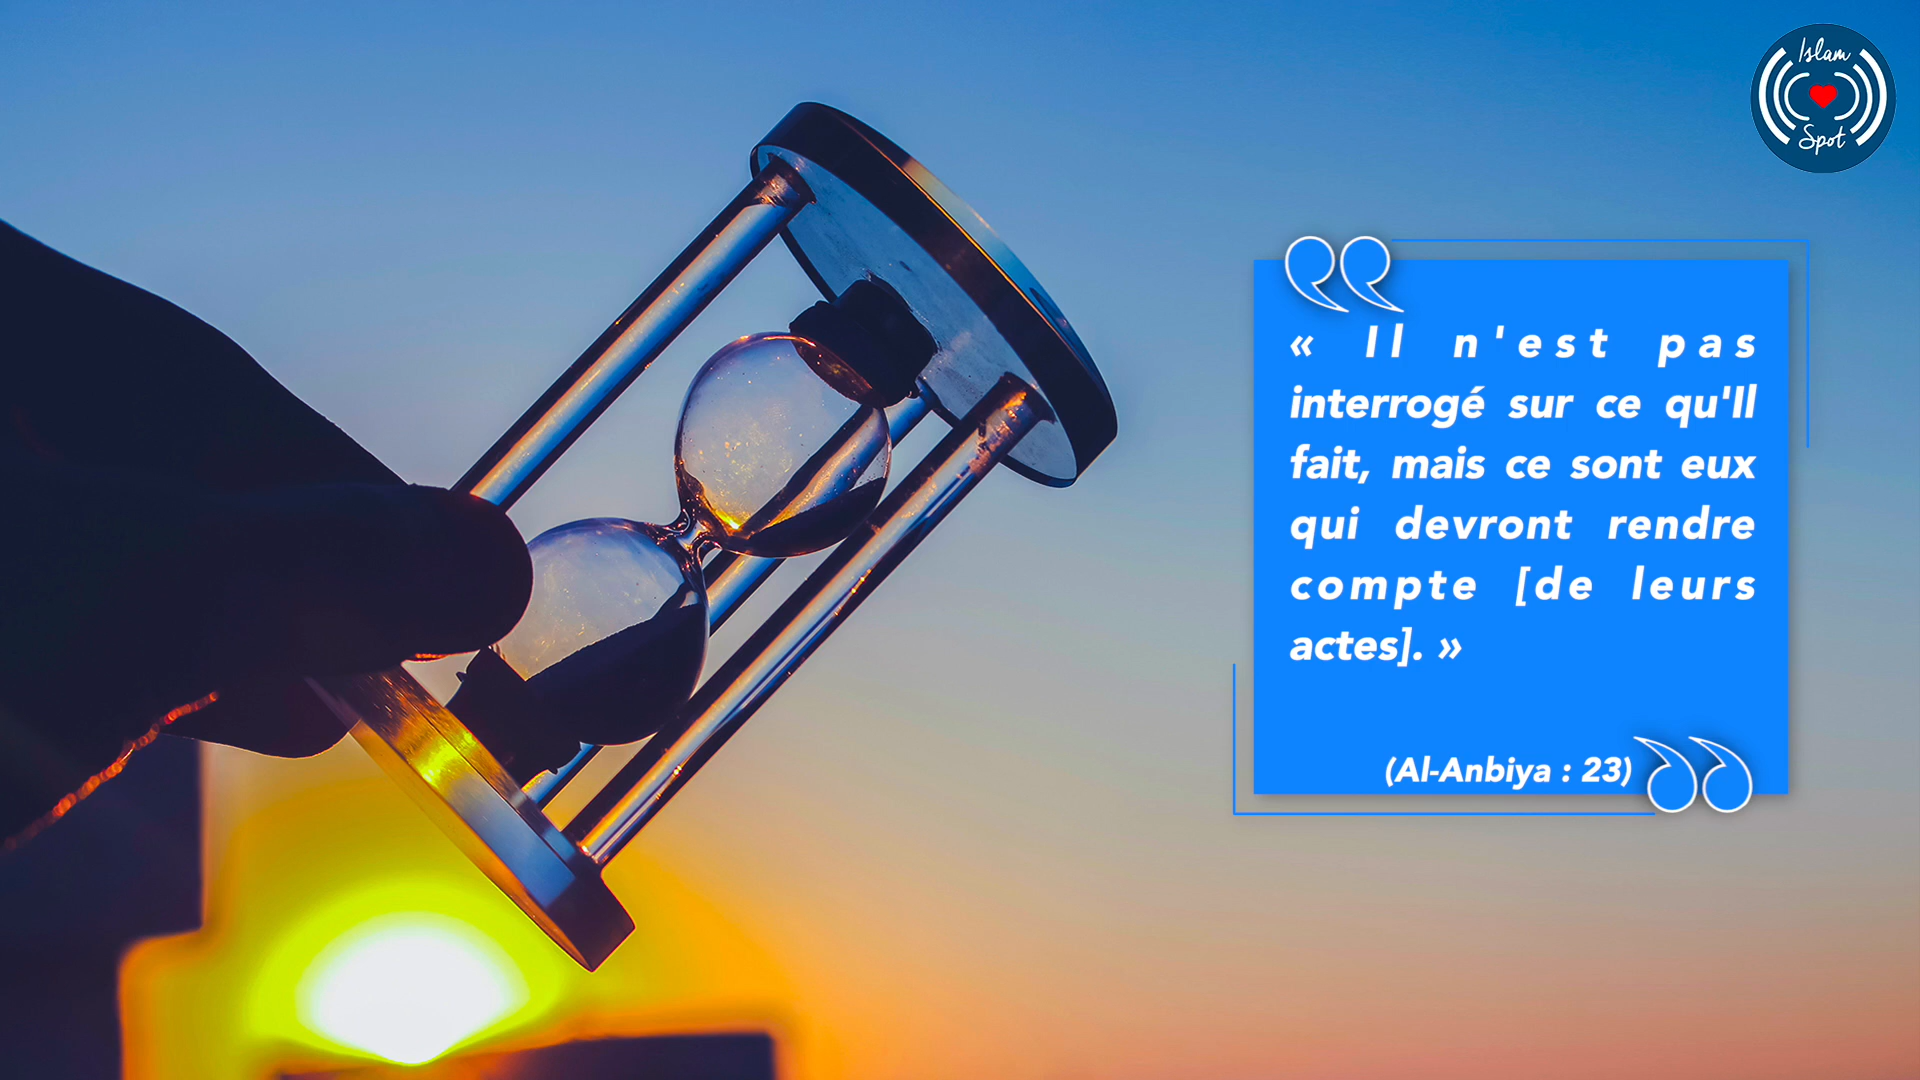 Islam
Spot
« Il n'est pas
interrogé sur ce qu'Il
fait, mais ce sont eux
qui devront rendre
compte [de leurs
actes]. »
(Al-Anbiya : 23)